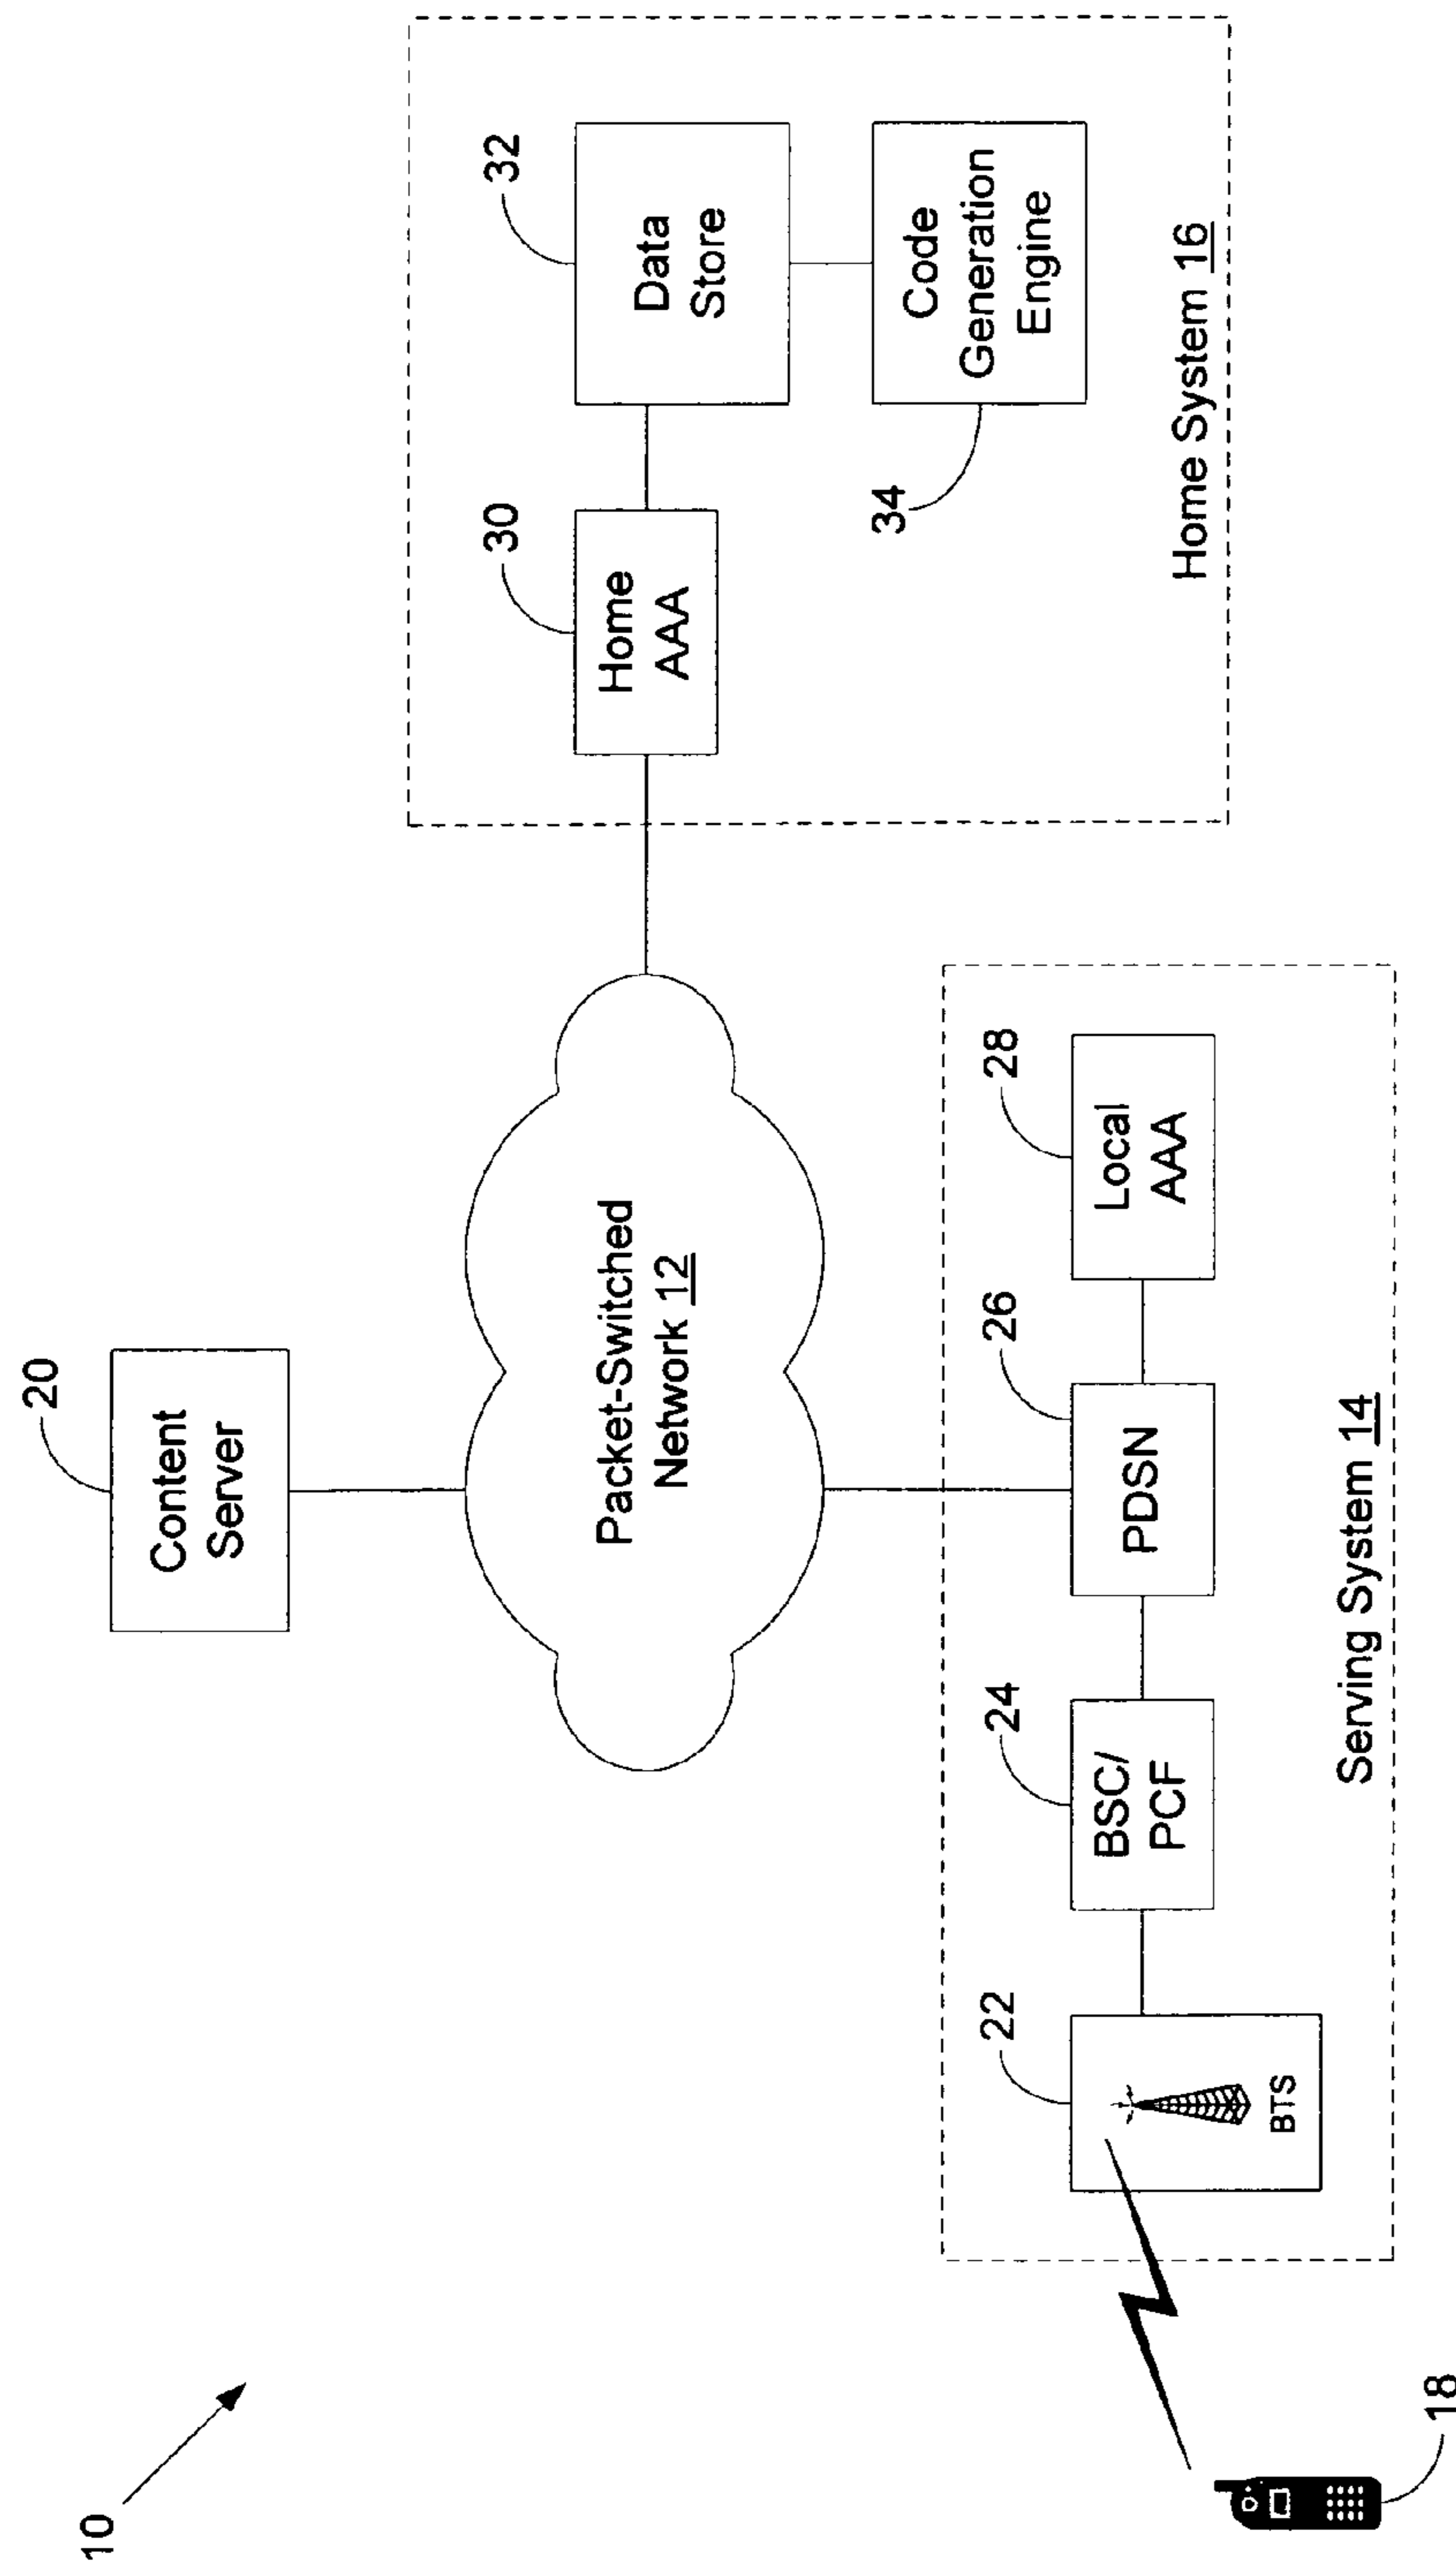 10
20
Content
Server
Packet-Switched
Network 12
30
Home
AAA
32
Data
Store
34
Code
Generation
Engine
Home System 16
22
BTS
24
BSC/
PCF
26
PDSN
28
Local
AAA
Serving System 14
18